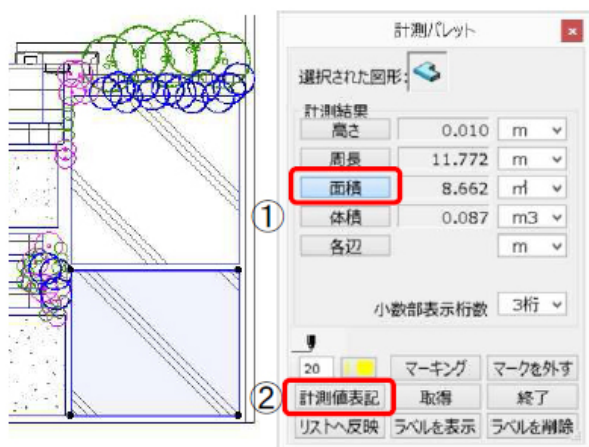 計測パレット
×
選択された図形:
計測結果
高さ 0.010 m
周長 11.772 m
① 面積 8.662 ㎡
体積 0.087 m3
各辺 m
小数部表示桁数 3桁
20 マーキング マークを外す
② 計測値表記 取得 終了
リストへ反映 ラベルを表示 ラベルを削除